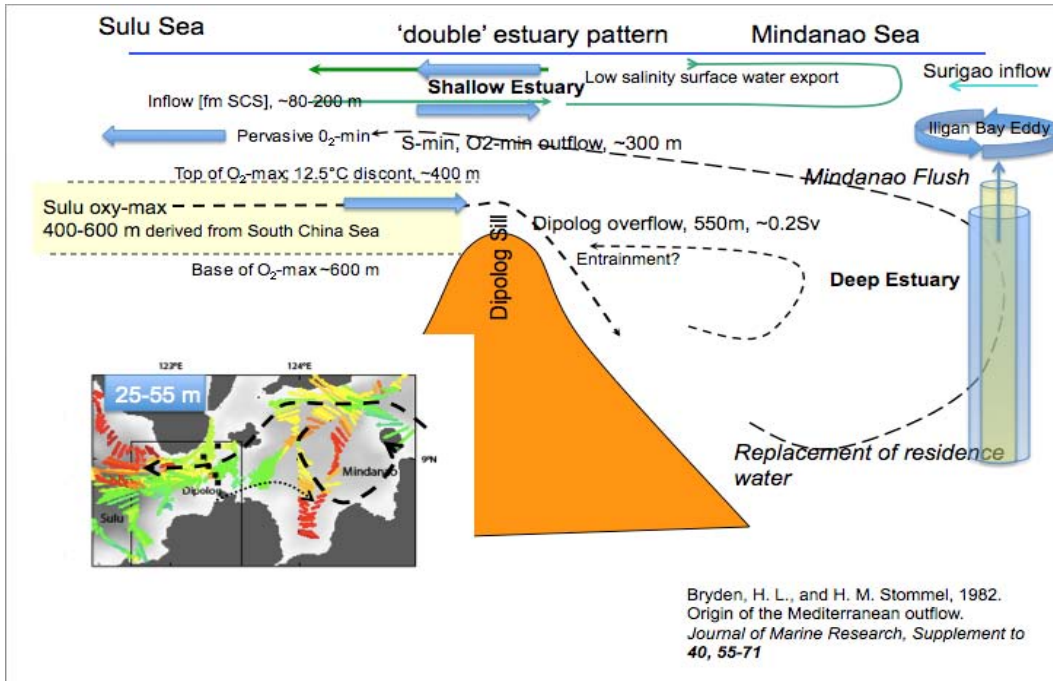 Sulu Sea
'double' estuary pattern
Mindanao Sea
Low salinity surface water export
Surigao inflow
Shallow Estuary
Inflow [fm SCS], ~80-200 m
Iligan Bay Eddy
Pervasive 0₂-min
S-min, O2-min outflow, ~300 m
Top of O₂-max; 12.5°C discont, ~400 m
Mindanao Flush
Sulu oxy-max
400-600 m derived from South China Sea
Dipolog overflow, 550m, ~0.2Sv
Entrainment?
Base of O₂-max ~600 m
Dipolog Sill
Deep Estuary
123°E
124°E
25-55 m
9°N
Mindanao
Dipolog
Sulu
Replacement of residence
water
Bryden, H. L., and H. M. Stommel, 1982.
Origin of the Mediterranean outflow.
Journal of Marine Research, Supplement to
40, 55-71